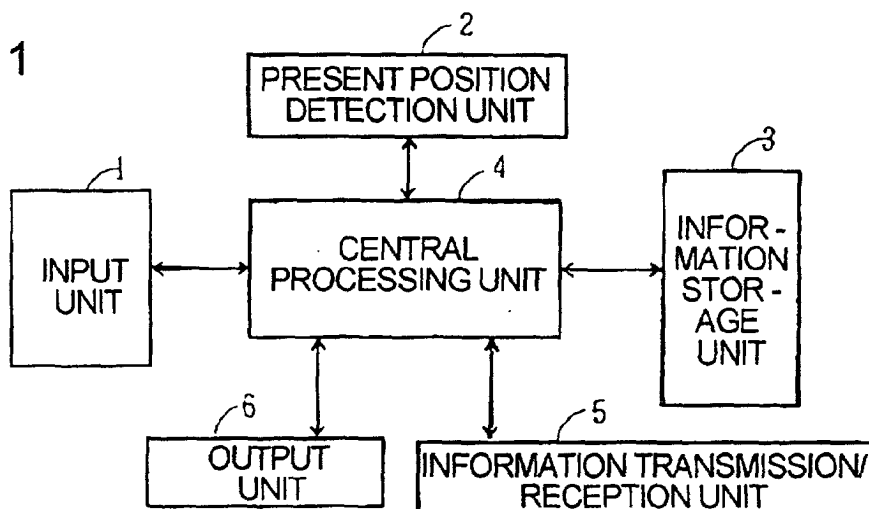 1
2
PRESENT POSITION
DETECTION UNIT
1
INPUT
UNIT
4
CENTRAL
PROCESSING UNIT
3
INFOR-
MATION
STOR-
AGE
UNIT
6
OUTPUT
UNIT
5
INFORMATION TRANSMISSION/
RECEPTION UNIT